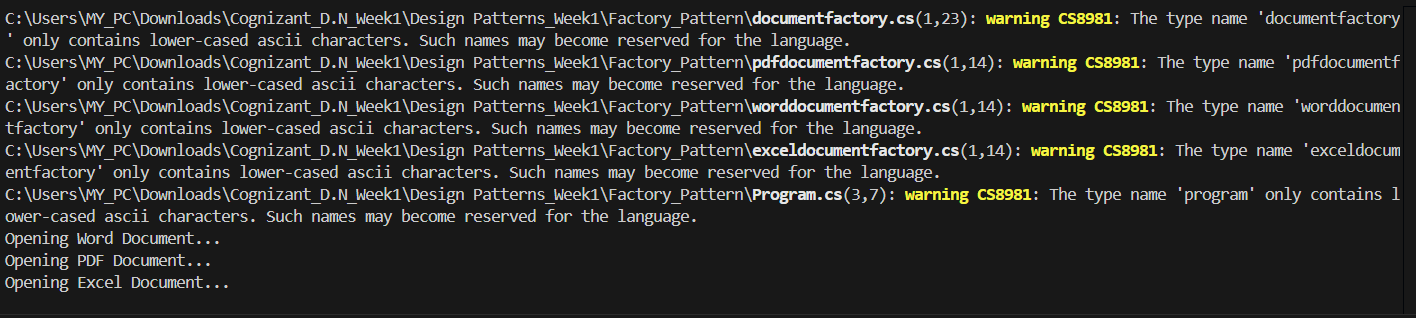 C:\Users\MY_PC\Downloads\Cognizant_D.N_Week1\Design Patterns_Week1\Factory_Pattern\documentfactory.cs(1,23): warning CS8981: The type name 'documentfactory
' only contains lower-cased ascii characters. Such names may become reserved for the language.
C:\Users\MY_PC\Downloads\Cognizant_D.N_Week1\Design Patterns_Week1\Factory_Pattern\pdfdocumentfactory.cs(1,14): warning CS8981: The type name 'pdfdocumentf
actory' only contains lower-cased ascii characters. Such names may become reserved for the language.
C:\Users\MY_PC\Downloads\Cognizant_D.N_Week1\Design Patterns_Week1\Factory_Pattern\worddocumentfactory.cs(1,14): warning CS8981: The type name 'worddocumen
tfactory' only contains lower-cased ascii characters. Such names may become reserved for the language.
C:\Users\MY_PC\Downloads\Cognizant_D.N_Week1\Design Patterns_Week1\Factory_Pattern\exceldocumentfactory.cs(1,14): warning CS8981: The type name 'exceldocum
entfactory' only contains lower-cased ascii characters. Such names may become reserved for the language.
C:\Users\MY_PC\Downloads\Cognizant_D.N_Week1\Design Patterns_Week1\Factory_Pattern\Program.cs(3,7): warning CS8981: The type name 'program' only contains l
ower-cased ascii characters. Such names may become reserved for the language.
Opening Word Document...
Opening PDF Document...
Opening Excel Document...